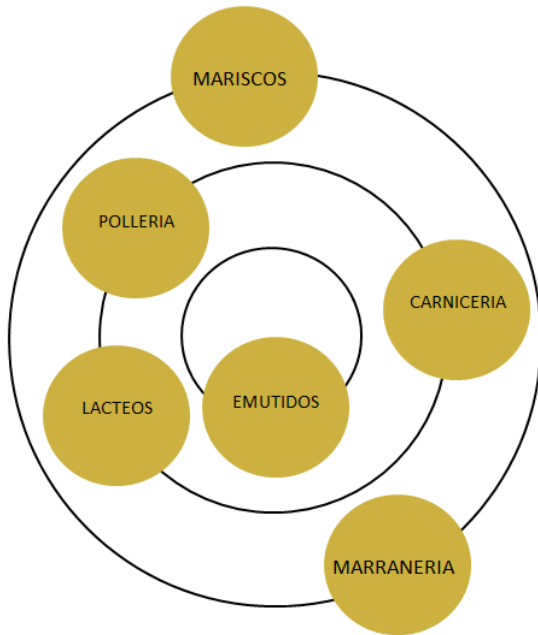 MARISCOS
POLLERIA
CARNICERIA
LACTEOS
EMUTIDOS
MARRANERIA